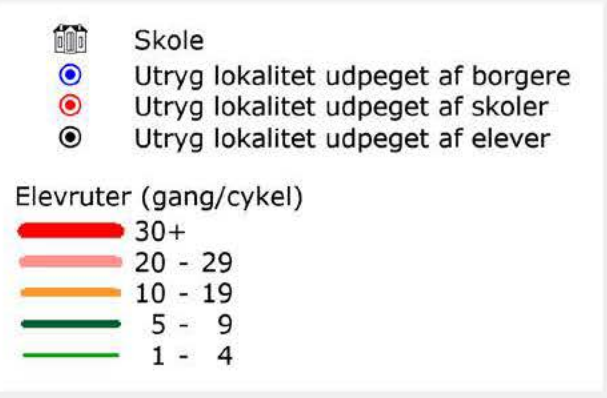 Skole
Utryg lokalitet udpeget af borgere
Utryg lokalitet udpeget af skoler
Utryg lokalitet udpeget af elever
Elevruter (gang/cykel)
30+
20 - 29
10 - 19
5 - 9
1 - 4